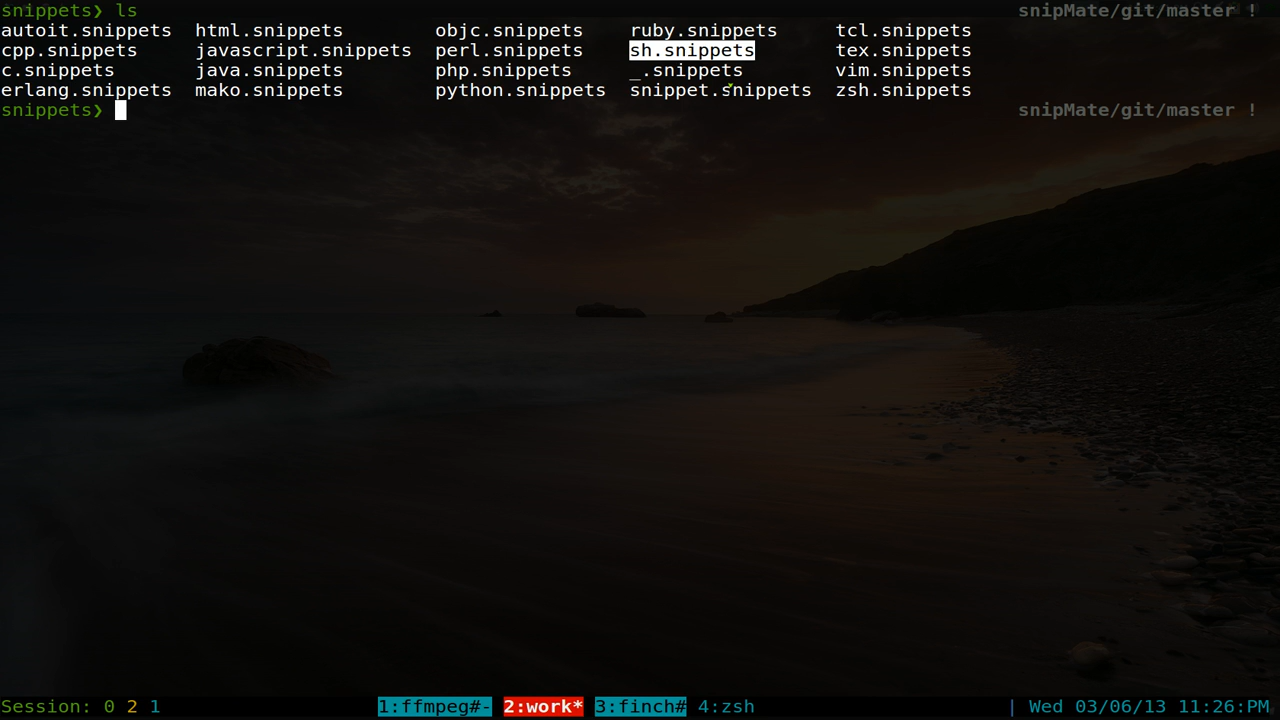 snippets❯ ls snipMate/git/master !
autoit.snippets html.snippets objc.snippets ruby.snippets tcl.snippets
cpp.snippets javascript.snippets perl.snippets sh.snippets tex.snippets
c.snippets java.snippets php.snippets _.snippets vim.snippets
erlang.snippets mako.snippets python.snippets snippet.snippets zsh.snippets
snippets❯ snipMate/git/master !
Session: 0 2 1 1:ffmpeg#- 2:work* 3:finch# 4:zsh | Wed 03/06/13 11:26:PM